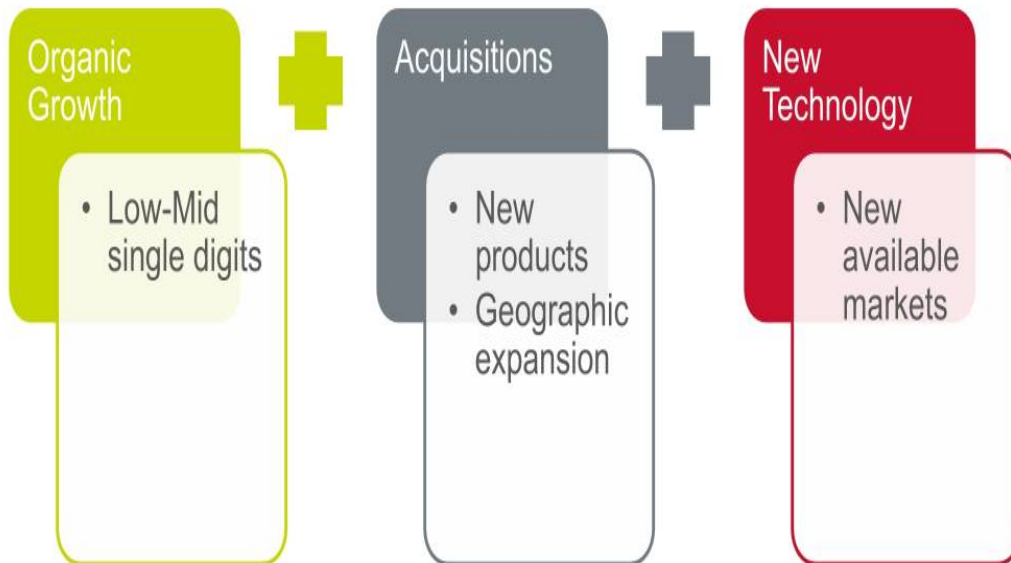 Organic
Growth
• Low-Mid
single digits
Acquisitions
• New
products
• Geographic
expansion
New
Technology
• New
available
markets